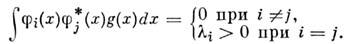 ∫φᵢ(x)φⱼ*(x)g(x)dx = {0 при i ≠ j,
λᵢ > 0 при i = j.